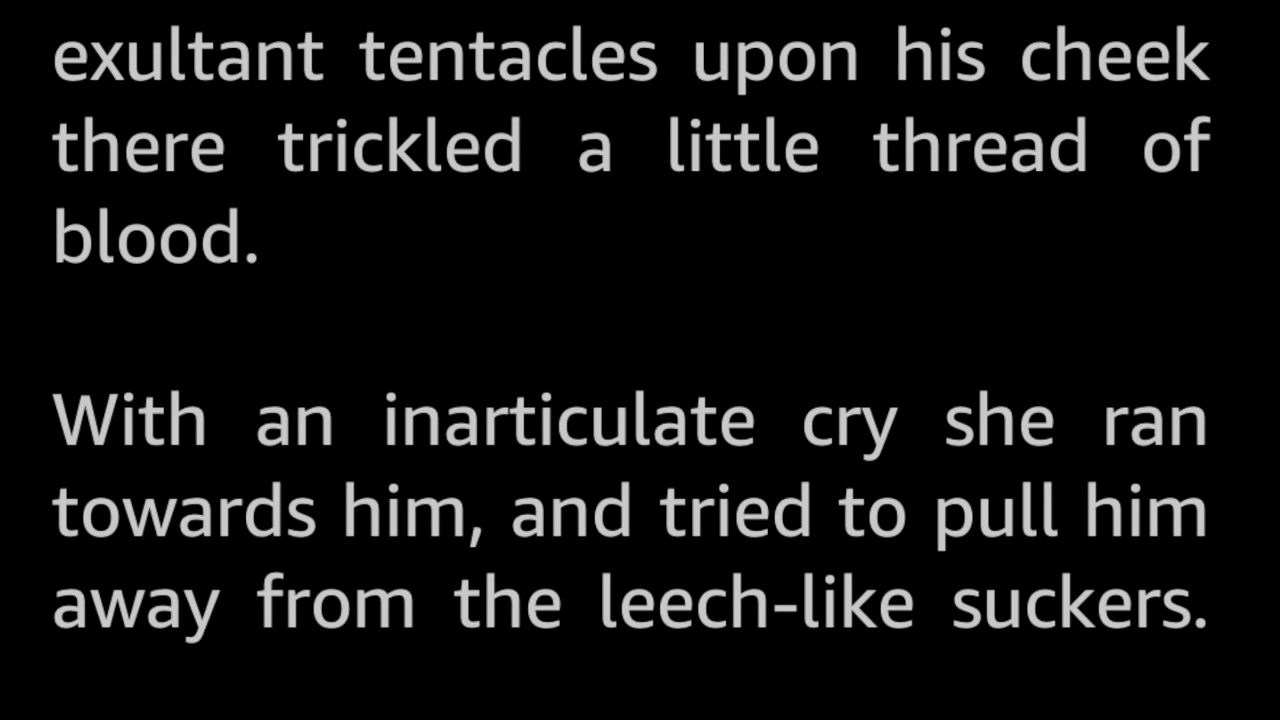 exultant tentacles upon his cheek
there trickled a little thread of
blood.
With an inarticulate cry she ran
towards him, and tried to pull him
away from the leech-like suckers.